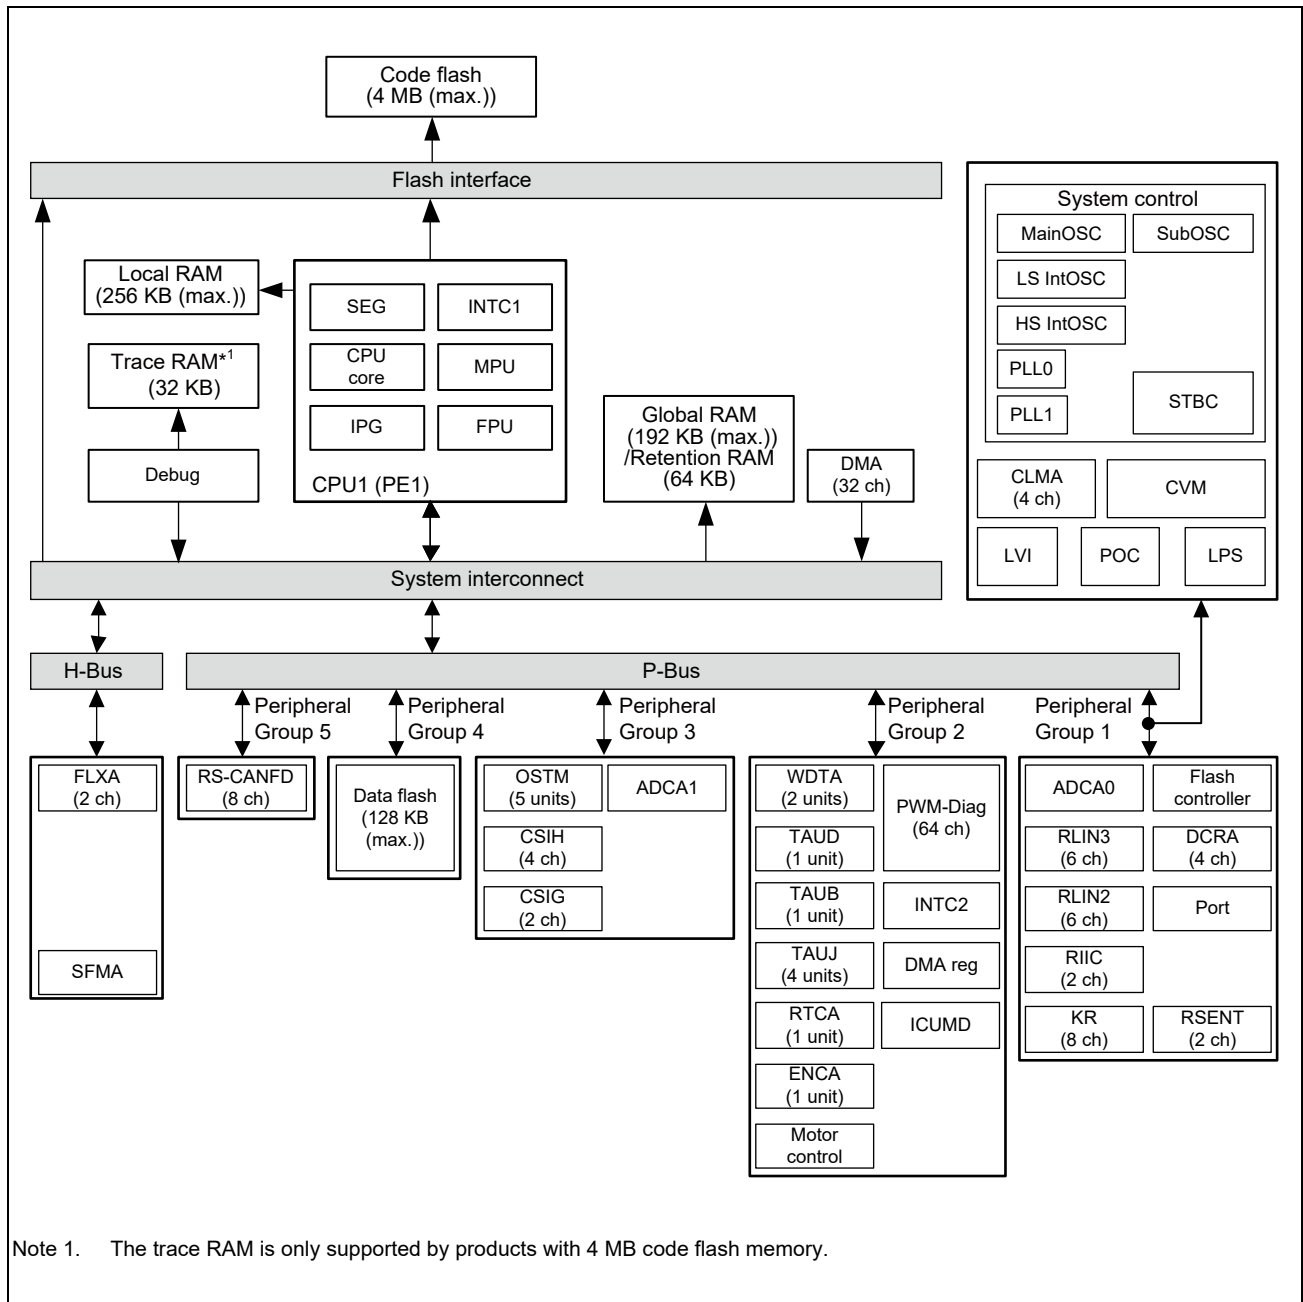 Code flash
(4 MB (max.))
Flash interface
Local RAM
(256 KB (max.))
Trace RAM*1
(32 KB)
Debug
SEG
INTC1
CPU
core
MPU
IPG
FPU
CPU1 (PE1)
Global RAM
(192 KB (max.))
/Retention RAM
(64 KB)
DMA
(32 ch)
System control
MainOSC
SubOSC
LS IntOSC
HS IntOSC
PLL0
PLL1
STBC
CLMA
(4 ch)
CVM
LVI
POC
LPS
System interconnect
H-Bus
P-Bus
Peripheral
Group 5
Peripheral
Group 4
Peripheral
Group 3
Peripheral
Group 2
Peripheral
Group 1
FLXA
(2 ch)
SFMA
RS-CANFD
(8 ch)
Data flash
(128 KB
(max.))
OSTM
(5 units)
ADCA1
CSIH
(4 ch)
CSIG
(2 ch)
WDTA
(2 units)
PWM-Diag
(64 ch)
TAUD
(1 unit)
TAUB
(1 unit)
INTC2
TAUJ
(4 units)
DMA reg
RTCA
(1 unit)
ICUMD
ENCA
(1 unit)
Motor
control
ADCA0
Flash
controller
RLIN3
(6 ch)
DCRA
(4 ch)
RLIN2
(6 ch)
Port
RIIC
(2 ch)
KR
(8 ch)
RSENT
(2 ch)
Note 1. The trace RAM is only supported by products with 4 MB code flash memory.